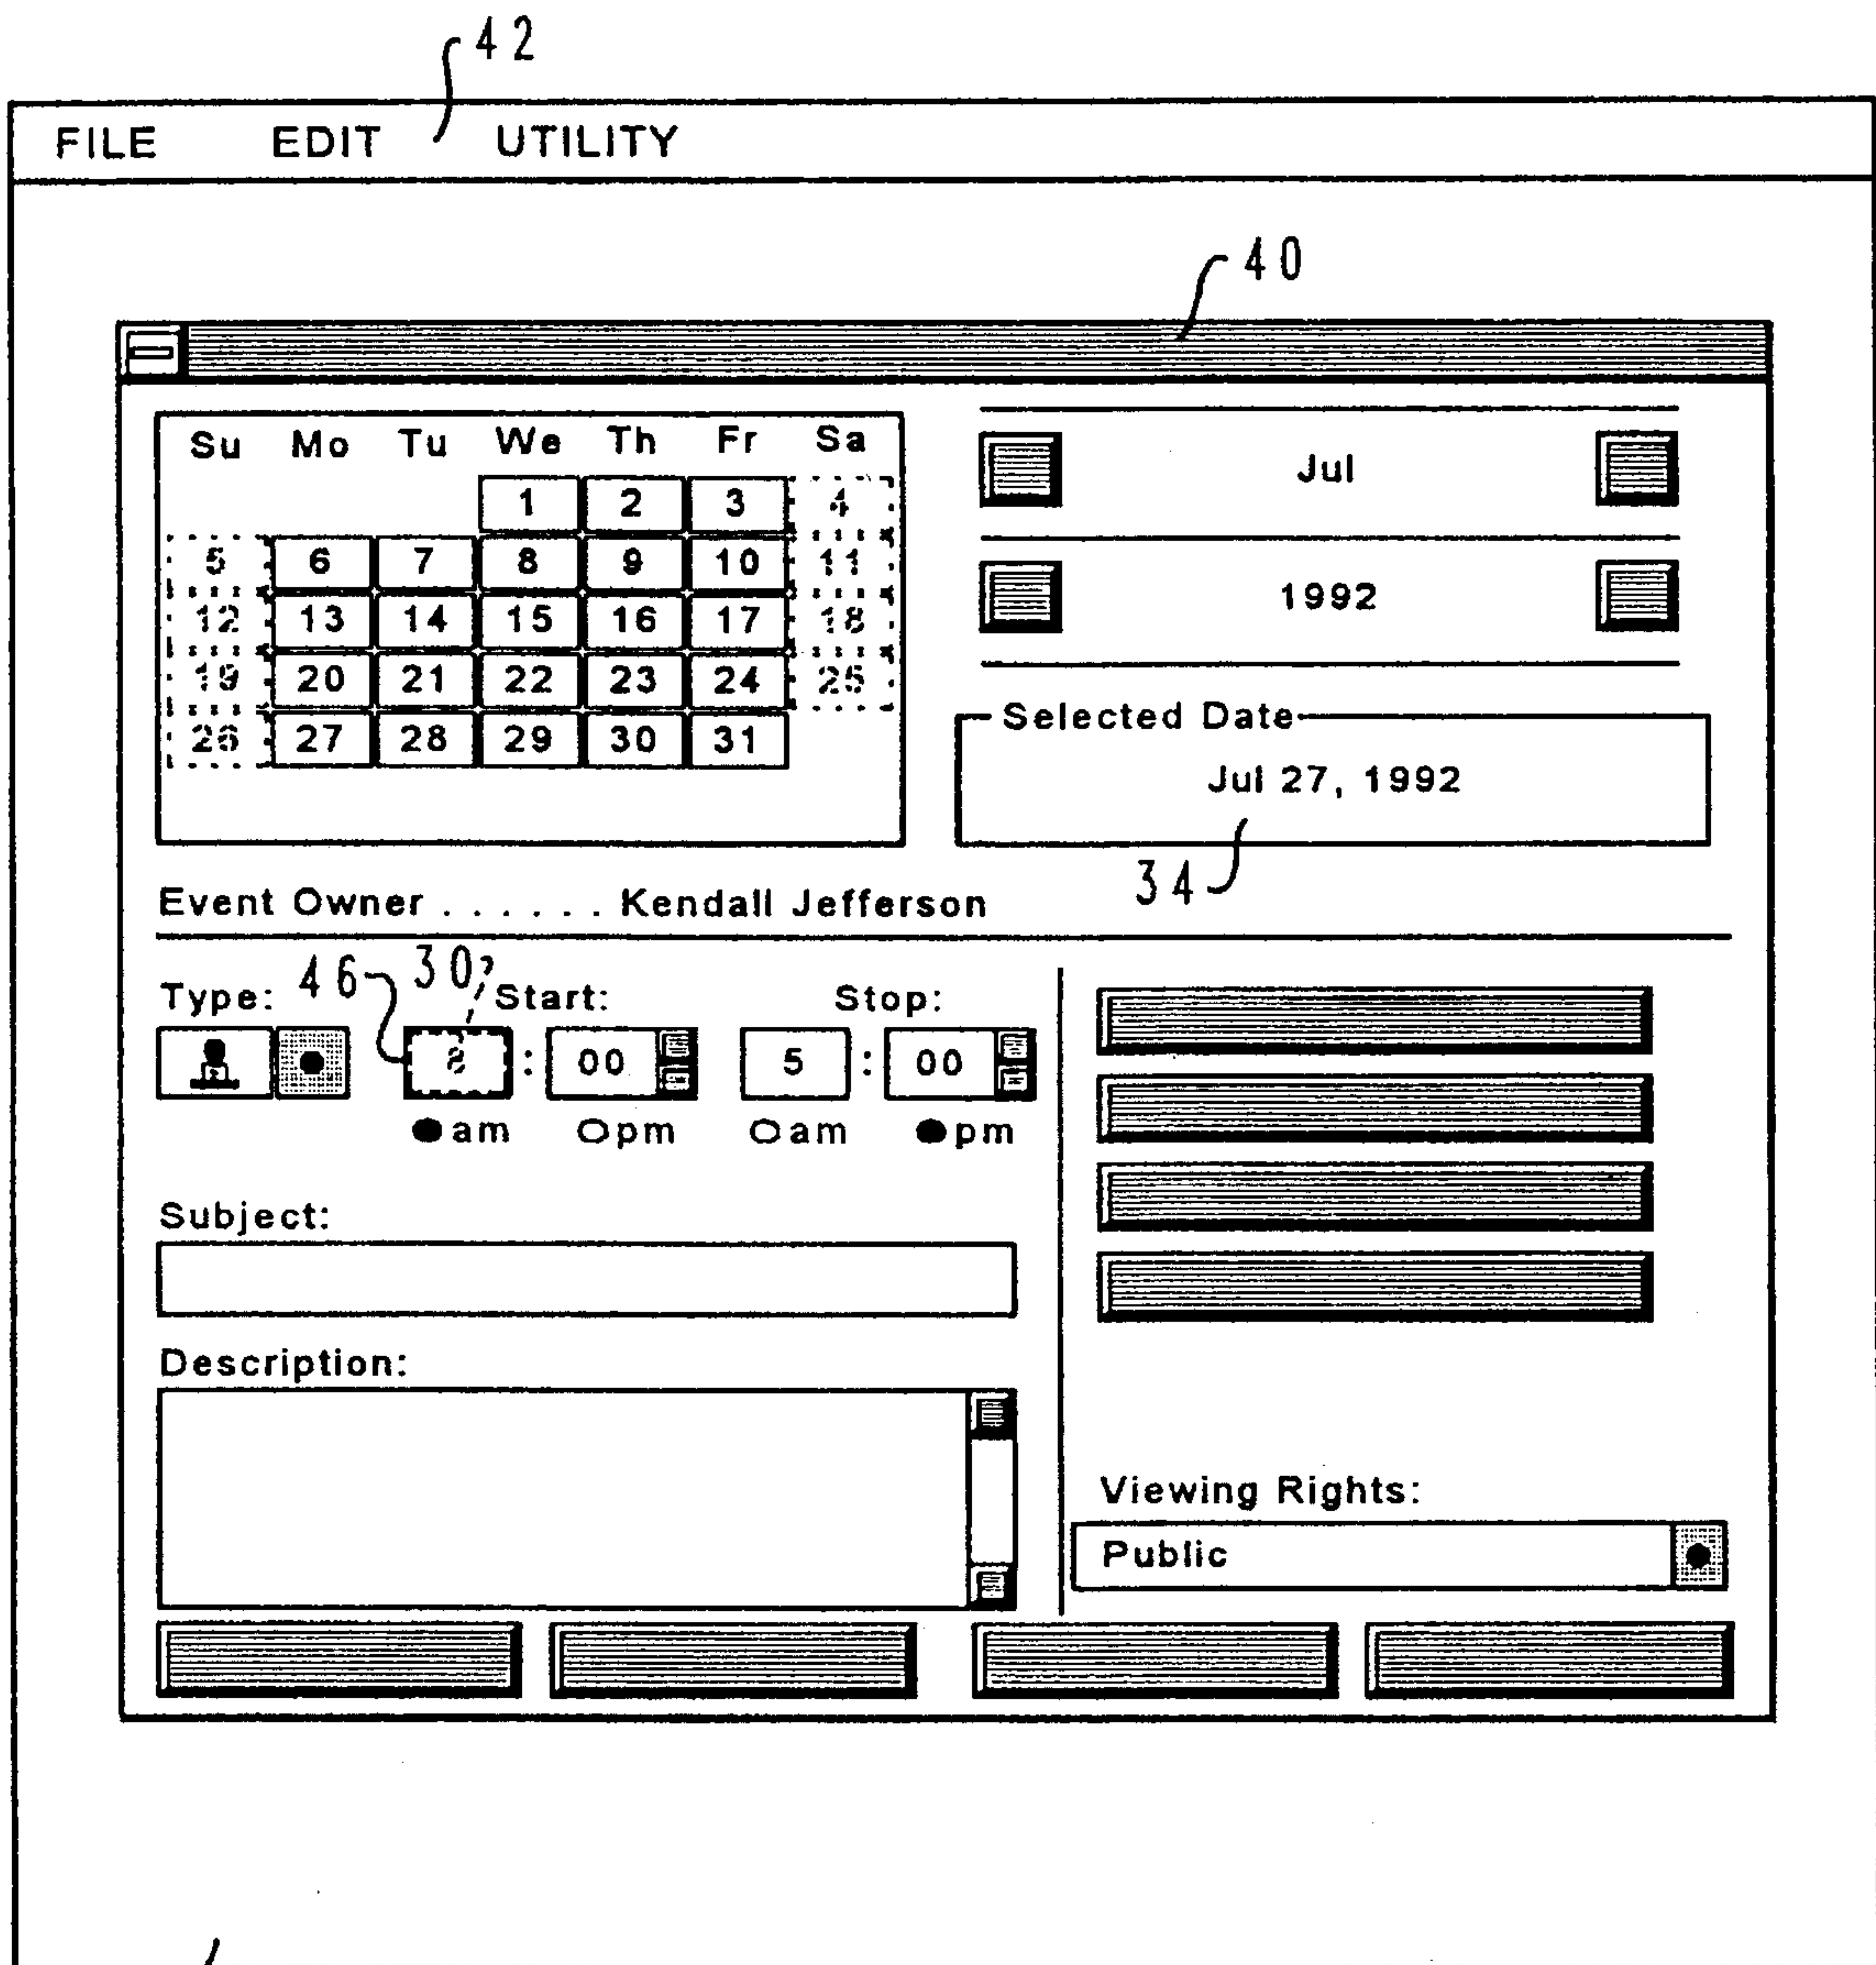 42
FILE EDIT UTILITY
40
Su Mo Tu We Th Fr Sa
1 2 3 4
5 6 7 8 9 10 11
12 13 14 15 16 17 18
19 20 21 22 23 24 25
26 27 28 29 30 31
Jul
1992
Selected Date
Jul 27, 1992
34
Event Owner . . . . . . Kendall Jefferson
46 30
Type: Start: Stop:
8 : 00 5 : 00
am pm am pm
Subject:
Description:
Viewing Rights:
Public